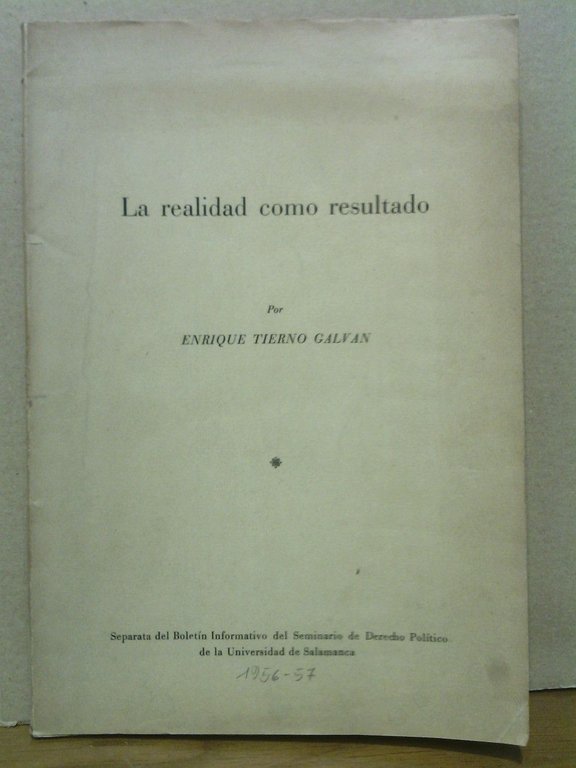 La realidad como resultado
Por
ENRIQUE TIERNO GALVAN
Separata del Boletín Informativo del Seminario de Derecho Político
de la Universidad de Salamanca
1956-57